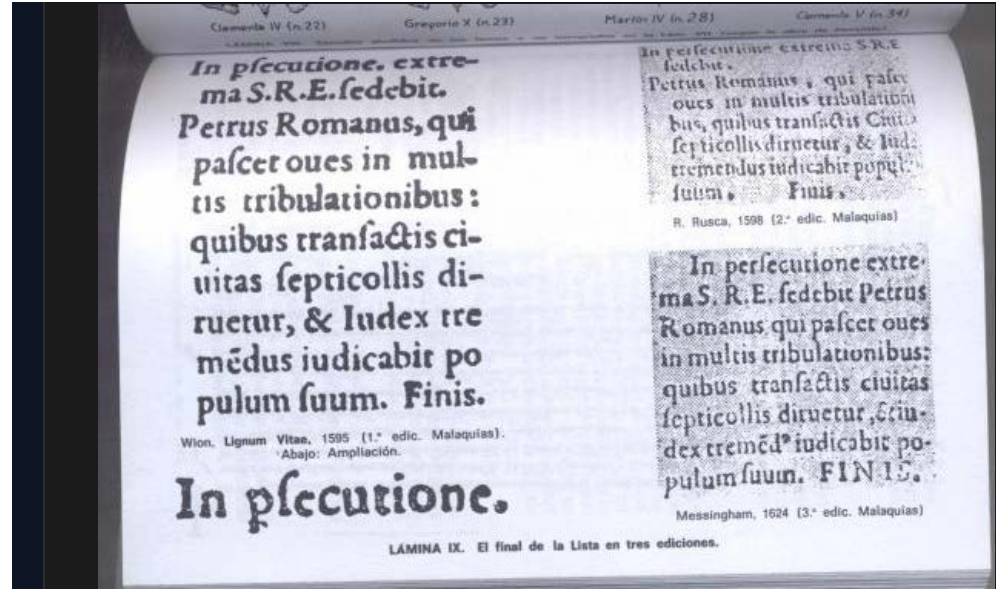 Clemente IV (n.22)
Gregorio X (n.23)
Martín IV (n.28)
Clemente V (n.34)
In pſecutione. extre-
ma S.R.E. ſedebit.
Petrus Romanus, qui
paſcet oues in mul-
tis tribulationibus:
quibus tranſactis ci-
uitas ſepticollis di-
ruetur, & Iudex tre
mēdus iudicabit po
pulum ſuum. Finis.
Wion, Lignum Vitae, 1595 (1.ª edic. Malaquías).
Abajo: Ampliación.
In pſecutione.
In perſecutione extrema S.R.E
ſedebit.
Petrus Romanus, qui paſcet
oues in multis tribulationi
bus, quibus tranſactis Ciui
ſepticollis diruetur, & Iud
tremendus iudicabit popul
ſuum. Finis.
R. Rusca, 1598 (2.ª edic. Malaquías)
In perſecutione extre-
ma S. R.E. ſedebit Petrus
Romanus, qui paſcet oues
in multis tribulationibus:
quibus tranſactis ciuitas
ſepticollis diruetur, & iu-
dex tremēd' iudicabit po-
pulum ſuum. FINIS.
Messingham, 1624 (3.ª edic. Malaquías)
LÁMINA IX. El final de la Lista en tres ediciones.